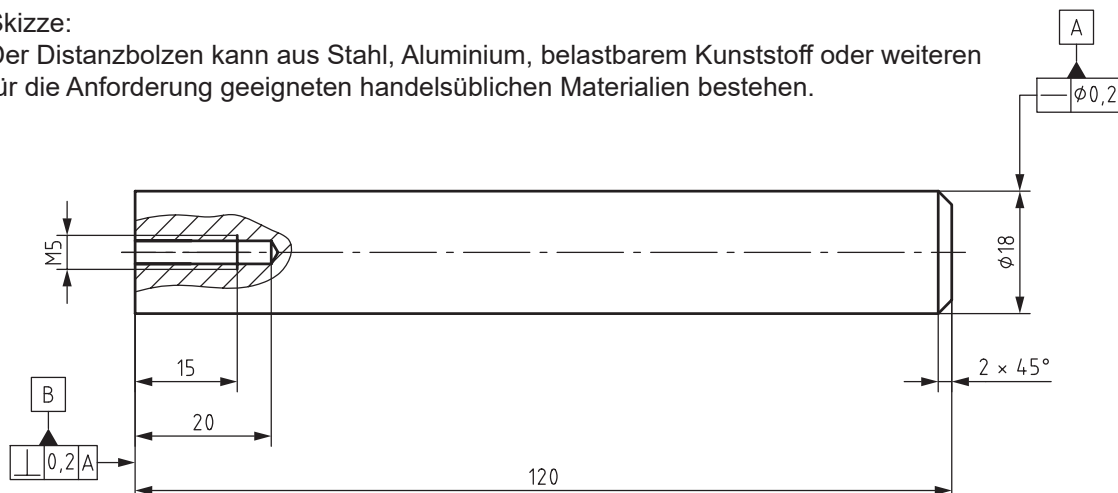 Skizze:
Der Distanzbolzen kann aus Stahl, Aluminium, belastbarem Kunststoff oder weiteren
für die Anforderung geeigneten handelsüblichen Materialien bestehen.
A
⌀0,2
M5
⌀18
15
2 × 45°
B
20
0,2 A
120